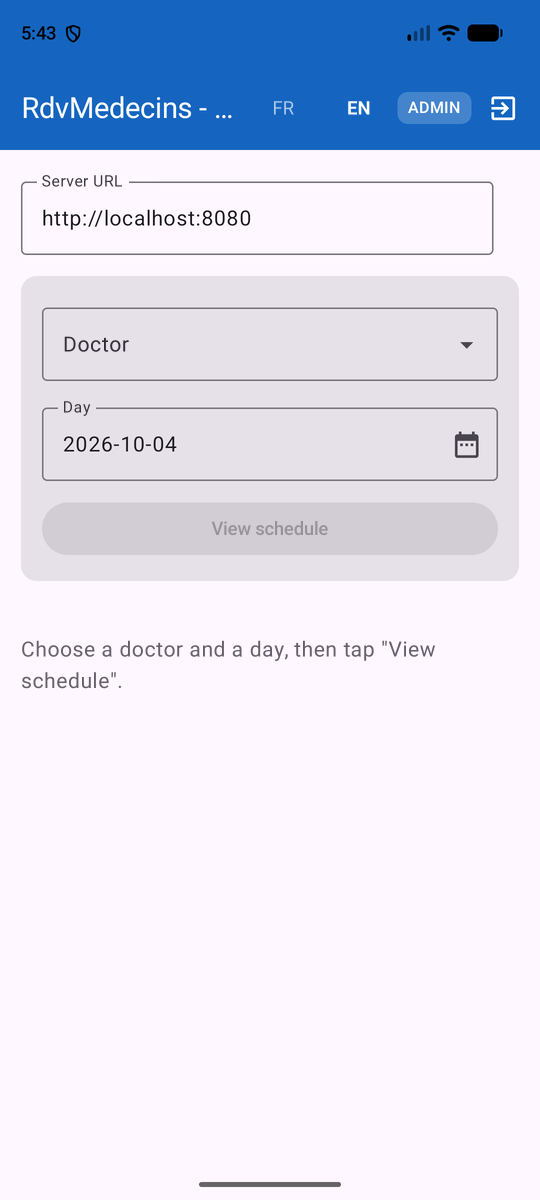 5:43
RdvMedecins - ... FR EN ADMIN
Server URL
http://localhost:8080
Doctor
Day
2026-10-04
View schedule
Choose a doctor and a day, then tap "View
schedule".